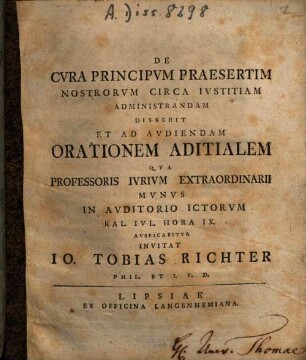 A. Diss. 8298
DE
CVRA PRINCIPVM PRAESERTIM
NOSTRORVM CIRCA IVSTITIAM
ADMINISTRANDAM
DISSERIT
ET AD AVDIENDAM
ORATIONEM ADITIALEM
QVA
PROFESSORIS IVRIVM EXTRAORDINARII
MVNVS
IN AVDITORIO ICTORVM
KAL. IVL. HORA IX.
AVSPICABITVR
INVITAT
IO. TOBIAS RICHTER
PHIL. ET I. V. D.
LIPSIAE
EX OFFICINA LANGENHEMIANA.
Thomae